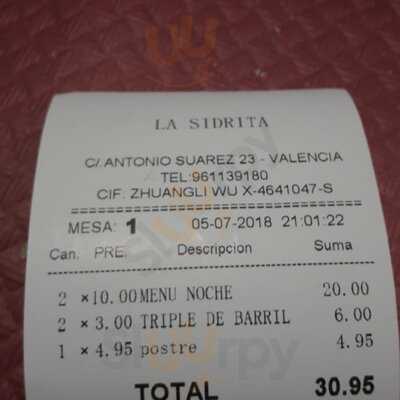 LA SIDRITA
C/.ANTONIO SUAREZ 23 - VALENCIA
TEL:961139180
CIF. ZHUANGLI WU X-4641047-S
MESA: 1 05-07-2018 21:01:22
Can. PRE. Descripcion Suma
2 ×10.00 MENU NOCHE 20.00
2 × 3.00 TRIPLE DE BARRIL 6.00
1 × 4.95 postre 4.95
TOTAL 30.95